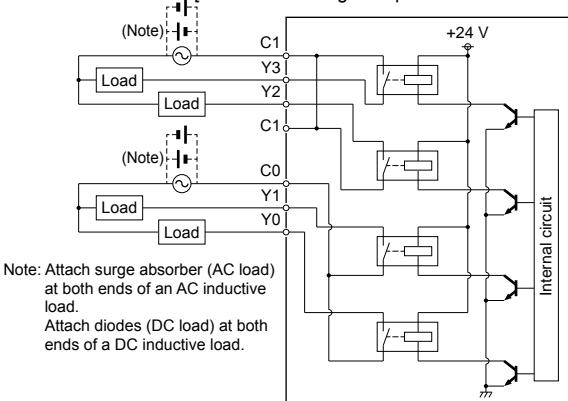 +24 V
(Note)
C1
Y3
Load
Y2
Load
C1
(Note)
C0
Y1
Load
Y0
Load
Internal circuit
Note: Attach surge absorber (AC load)
at both ends of an AC inductive
load.
Attach diodes (DC load) at both
ends of a DC inductive load.